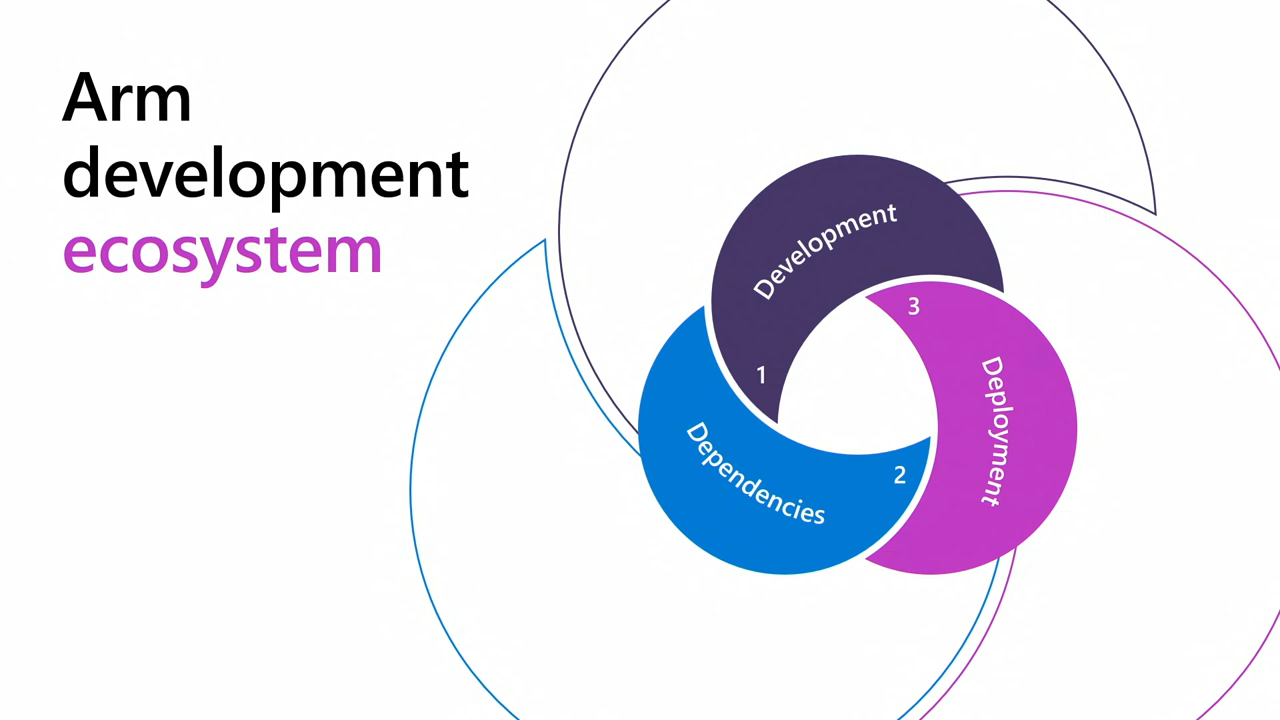 Arm
development
ecosystem
Development
1
Dependencies
2
3
Deployment